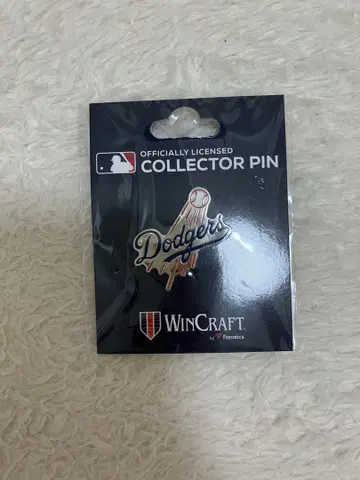 OFFICIALLY LICENSED
COLLECTOR PIN
Dodgers
WINCRAFT
by Fanatics